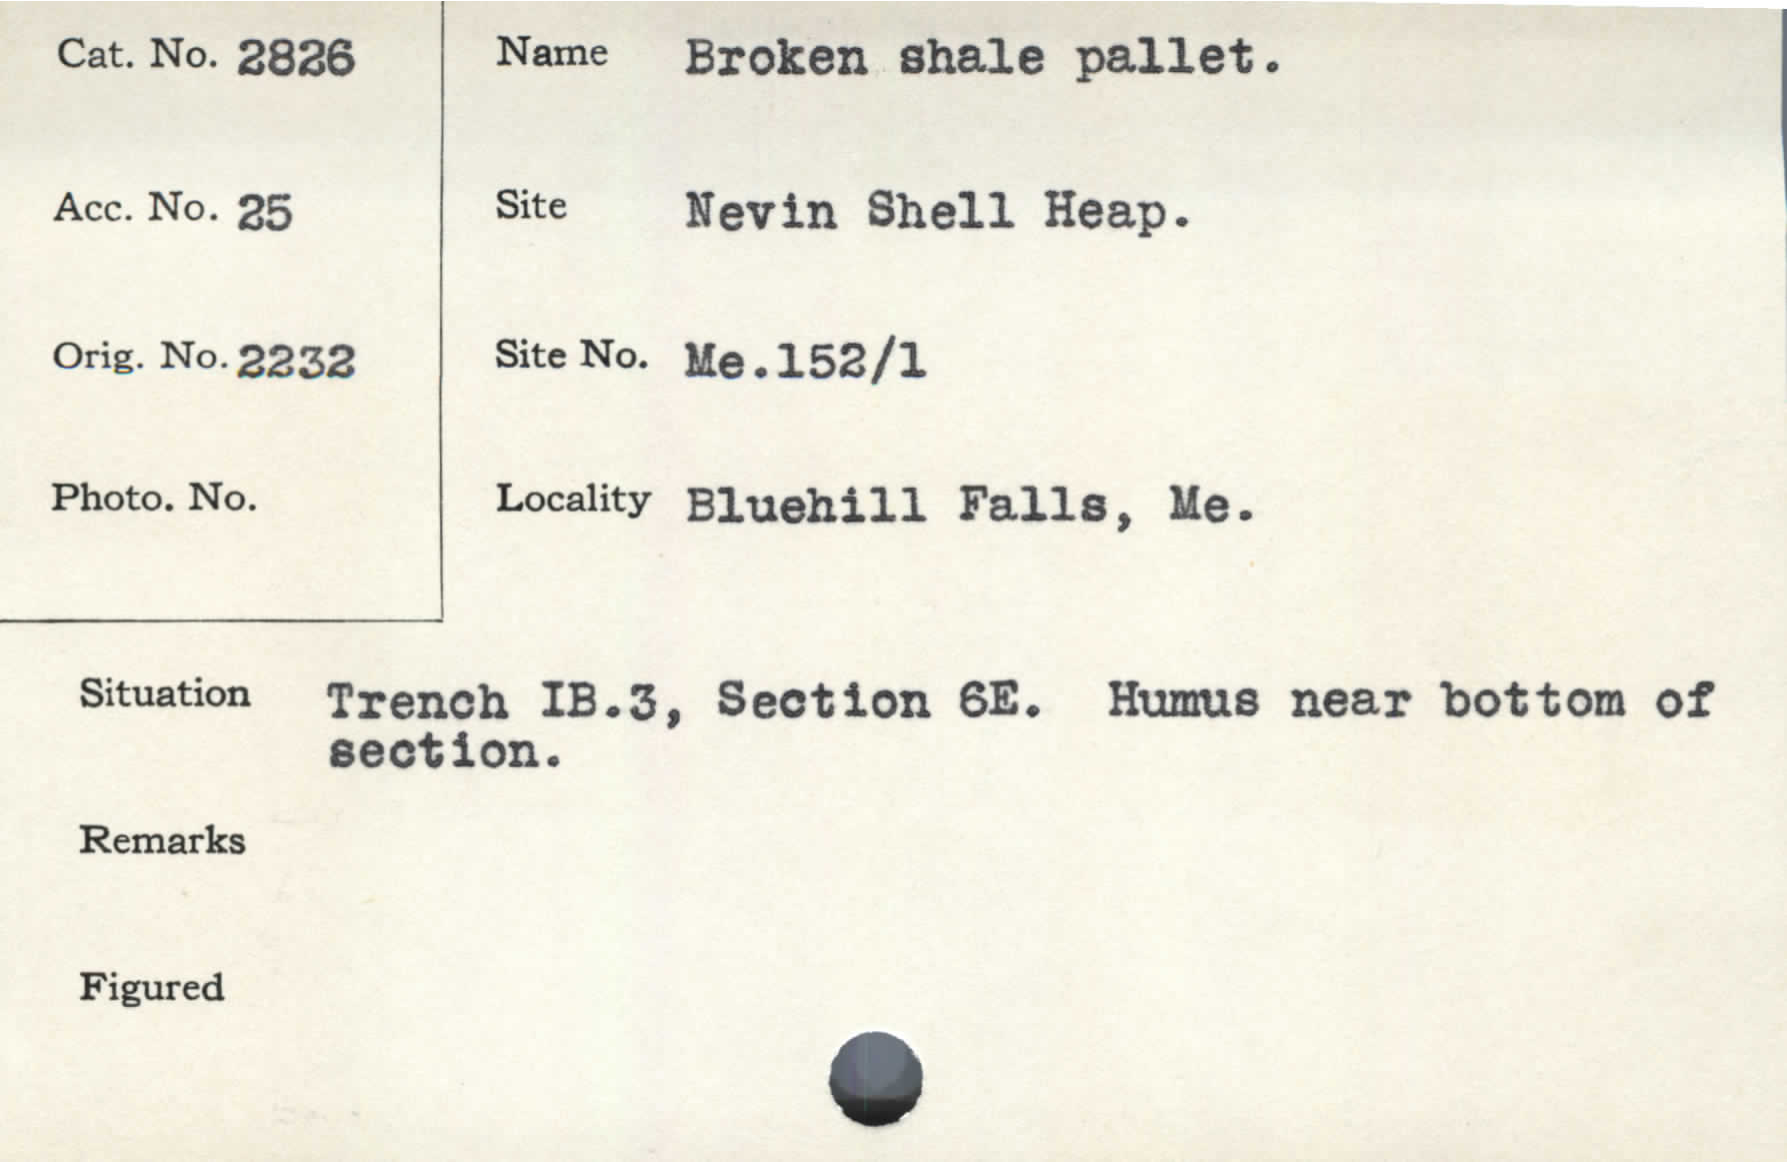 Cat. No. 2826
Name Broken shale pallet.
Acc. No. 25
Site Nevin Shell Heap.
Orig. No. 2232
Site No. Me.152/1
Photo. No.
Locality Bluehill Falls, Me.
Situation Trench IB.3, Section 6E. Humus near bottom of
section.
Remarks
Figured